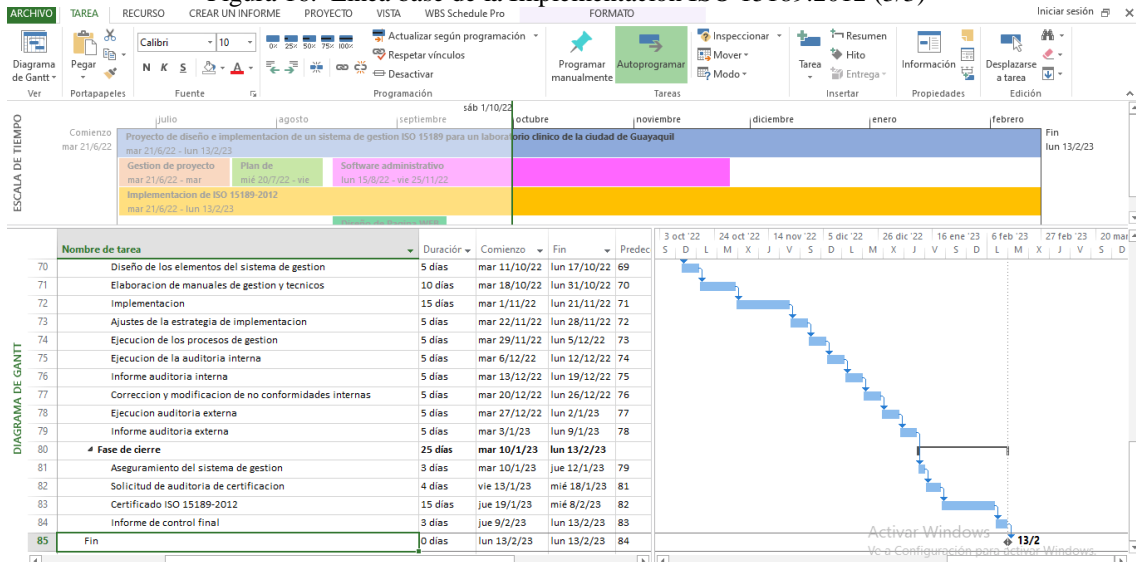 Figura 18. Línea base de la Implementación ISO 15189:2012 (3/3)
ARCHIVO TAREA RECURSO CREAR UN INFORME PROYECTO VISTA WBS Schedule Pro FORMATO Iniciar sesión
Diagrama de Gantt Pegar Calibri 10 0% 25% 50% 75% 100% Actualizar según programación Respetar vínculos Desactivar Programar manualmente Autoprogramar Inspeccionar Mover Modo Tarea Resumen Hito Entrega Información Desplazarse a tarea
N K S A
Ver Portapapeles Fuente Programación Tareas Insertar Propiedades Edición
ESCALA DE TIEMPO
sáb 1/10/22
julio agosto septiembre octubre noviembre diciembre enero febrero
Comienzo
mar 21/6/22
Proyecto de diseño e implementacion de un sistema de gestion ISO 15189 para un laboratorio clinico de la ciudad de Guayaquil
mar 21/6/22 - lun 13/2/23
Fin
lun 13/2/23
Gestion de proyecto Plan de Software administrativo
mar 21/6/22 - mar mié 20/7/22 - vie lun 15/8/22 - vie 25/11/22
Implementacion de ISO 15189-2012
mar 21/6/22 - lun 13/2/23
Diseño de Pagina WEB
DIAGRAMA DE GANTT
Nombre de tarea Duración Comienzo Fin Predec
3 oct '22 24 oct '22 14 nov '22 5 dic '22 26 dic '22 16 ene '23 6 feb '23 27 feb '23 20 mar
S D L M X J V S D L M X J V S D L M X J V S D
70 Diseño de los elementos del sistema de gestion 5 días mar 11/10/22 lun 17/10/22 69
71 Elaboracion de manuales de gestion y tecnicos 10 días mar 18/10/22 lun 31/10/22 70
72 Implementacion 15 días mar 1/11/22 lun 21/11/22 71
73 Ajustes de la estrategia de implementacion 5 días mar 22/11/22 lun 28/11/22 72
74 Ejecucion de los procesos de gestion 5 días mar 29/11/22 lun 5/12/22 73
75 Ejecucion de la auditoria interna 5 días mar 6/12/22 lun 12/12/22 74
76 Informe auditoria interna 5 días mar 13/12/22 lun 19/12/22 75
77 Correccion y modificacion de no conformidades internas 5 días mar 20/12/22 lun 26/12/22 76
78 Ejecucion auditoria externa 5 días mar 27/12/22 lun 2/1/23 77
79 Informe auditoria externa 5 días mar 3/1/23 lun 9/1/23 78
80 Fase de cierre 25 días mar 10/1/23 lun 13/2/23
81 Aseguramiento del sistema de gestion 3 días mar 10/1/23 jue 12/1/23 79
82 Solicitud de auditoria de certificacion 4 días vie 13/1/23 mié 18/1/23 81
83 Certificado ISO 15189-2012 15 días jue 19/1/23 mié 8/2/23 82
84 Informe de control final 3 días jue 9/2/23 lun 13/2/23 83
85 Fin 0 días lun 13/2/23 lun 13/2/23 84
13/2
Activar Windows
Ve a Configuración para activar Windows.